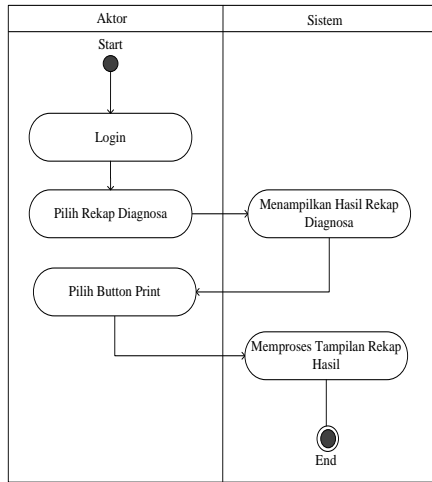 Aktor
Sistem
Start
Login
Pilih Rekap Diagnosa
Menampilkan Hasil Rekap
Diagnosa
Pilih Button Print
Memproses Tampilan Rekap
Hasil
End